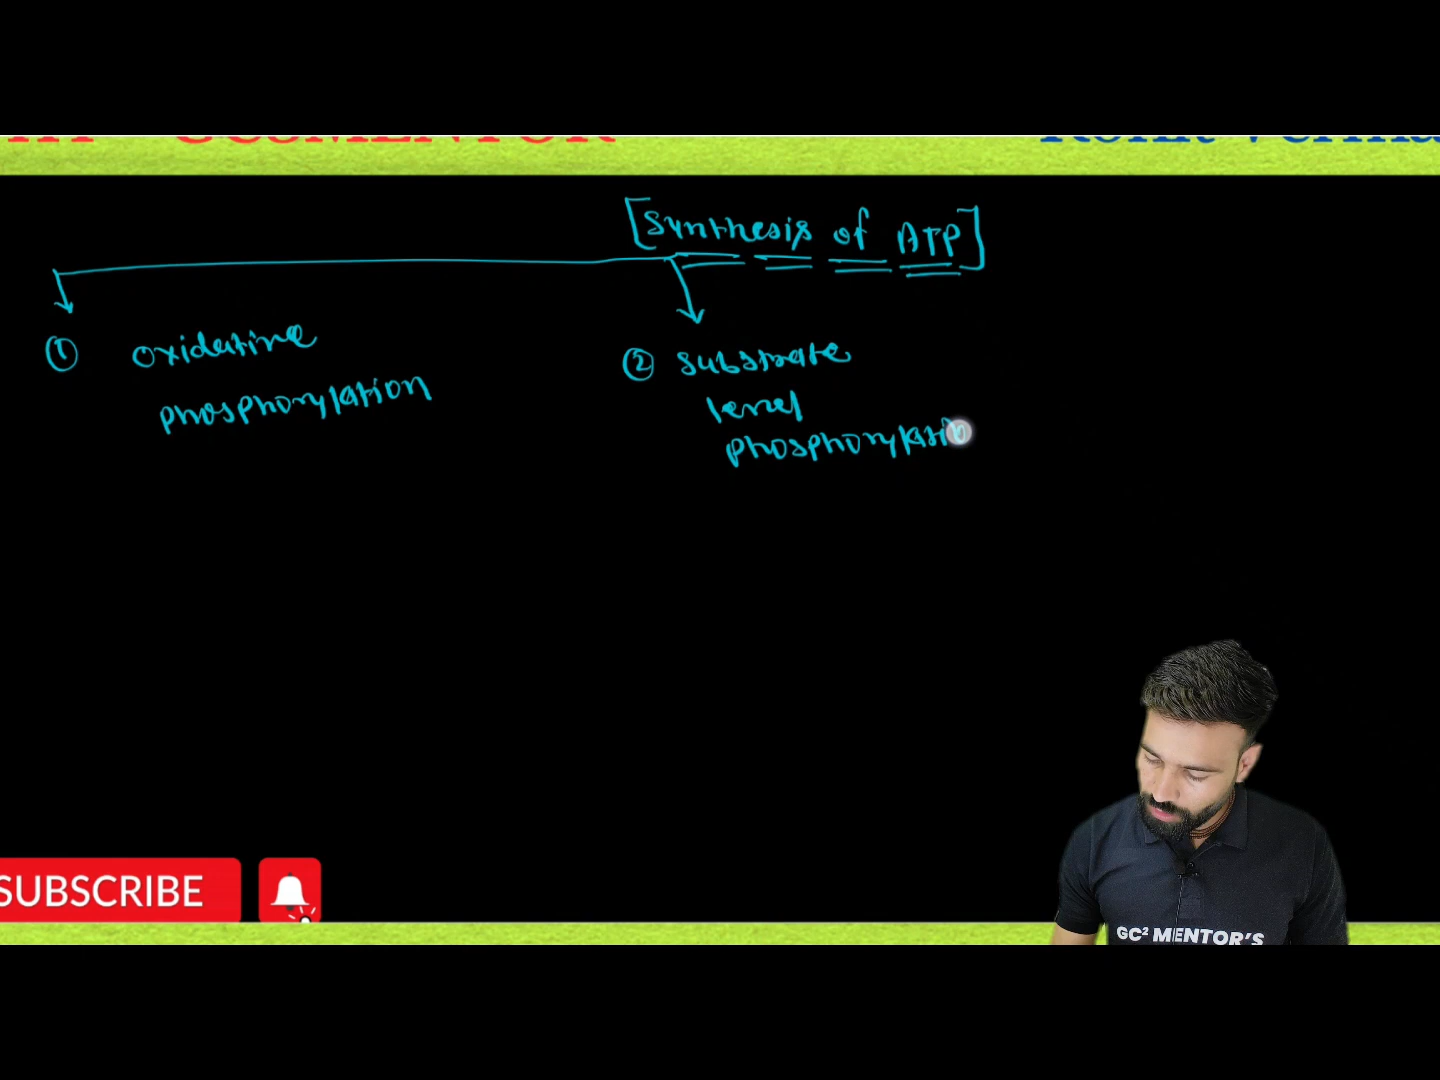 [Synthesis of ATP]
① oxidative
phosphorylation
② substrate
level
phosphorylation
SUBSCRIBE
GC² MENTOR'S